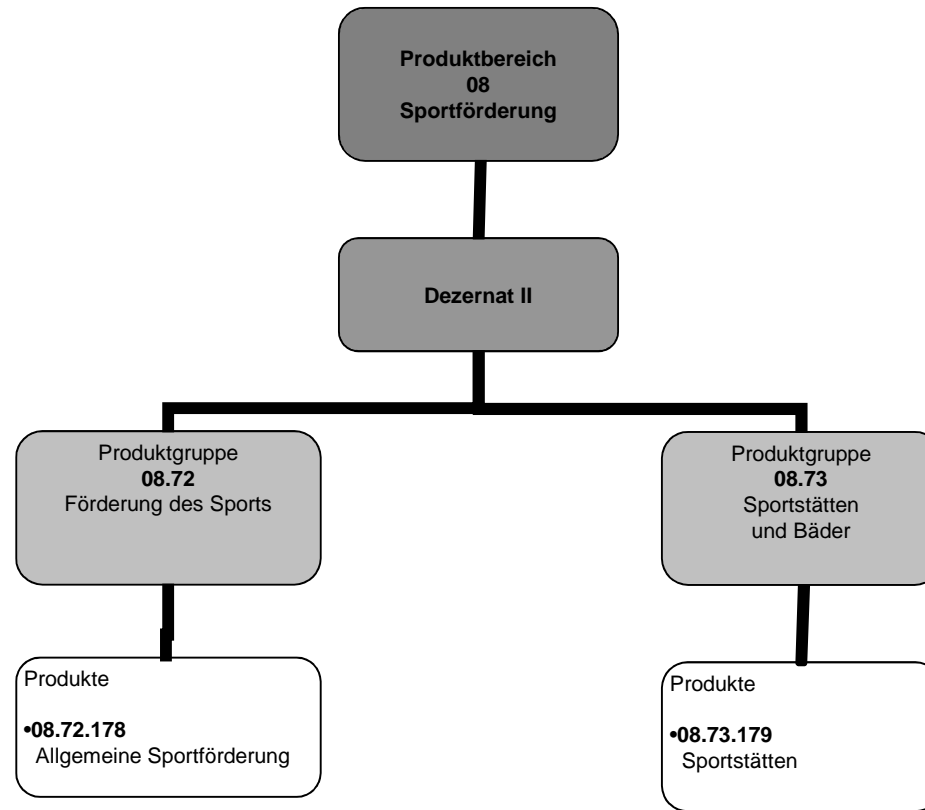 Produktbereich
08
Sportförderung
Dezernat II
Produktgruppe
08.72
Förderung des Sports
Produktgruppe
08.73
Sportstätten
und Bäder
Produkte
•08.72.178
Allgemeine Sportförderung
Produkte
•08.73.179
Sportstätten